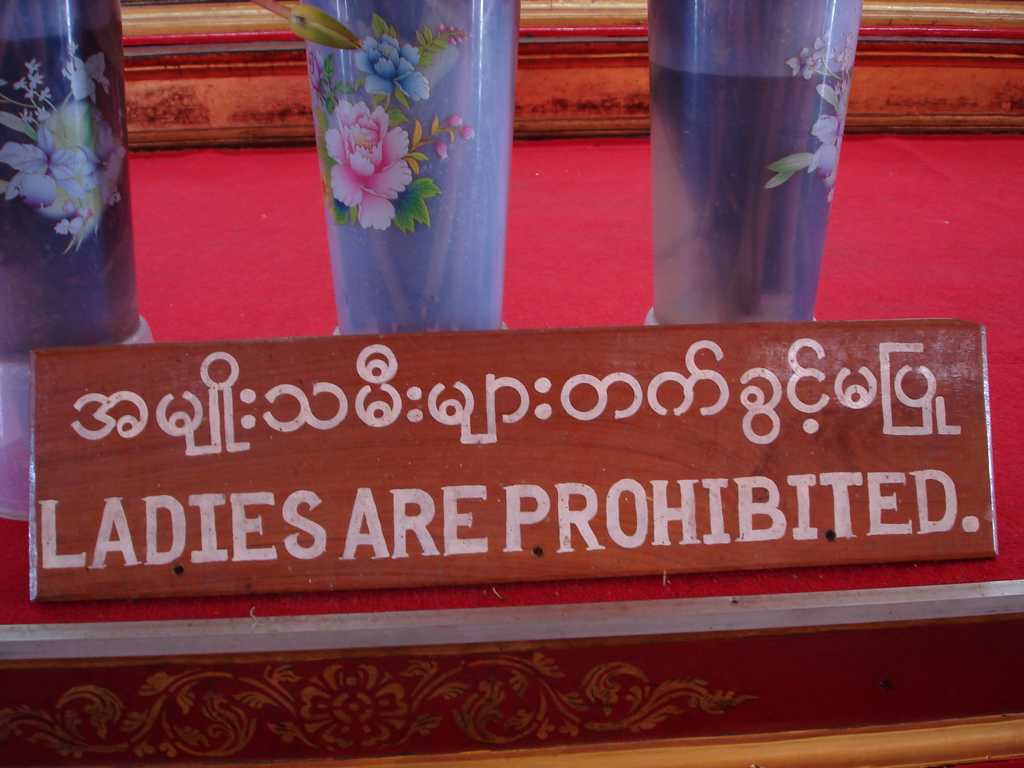 အမျိုးသမီးများတက်ခွင့်မပြု
LADIES ARE PROHIBITED.